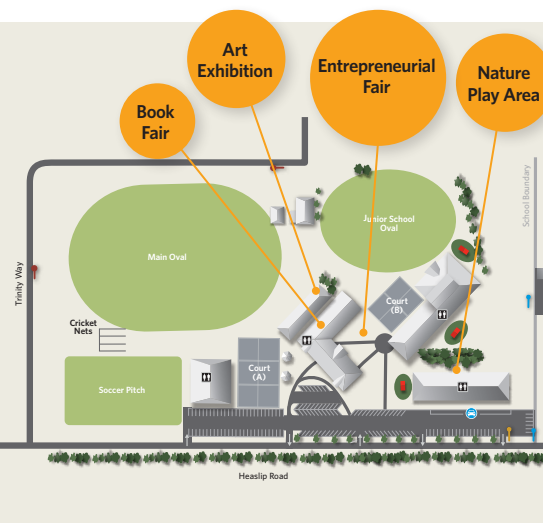 Art
Exhibition
Entrepreneurial
Fair
Nature
Play Area
Book
Fair
School Boundary
Junior School
Oval
Main Oval
Trinity Way
Court
(B)
Cricket
Nets
Court
(A)
Soccer Pitch
Heaslip Road